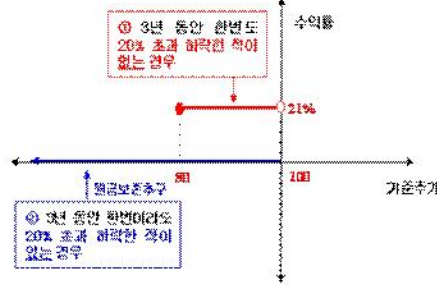 ① 3년 동안 한번도
20% 초과 하락한 적이
없는 경우
수익률
21%
100
기준주가
원금보존추구
② 3년 동안 한번이라도
20% 초과 하락한 적이
있는 경우